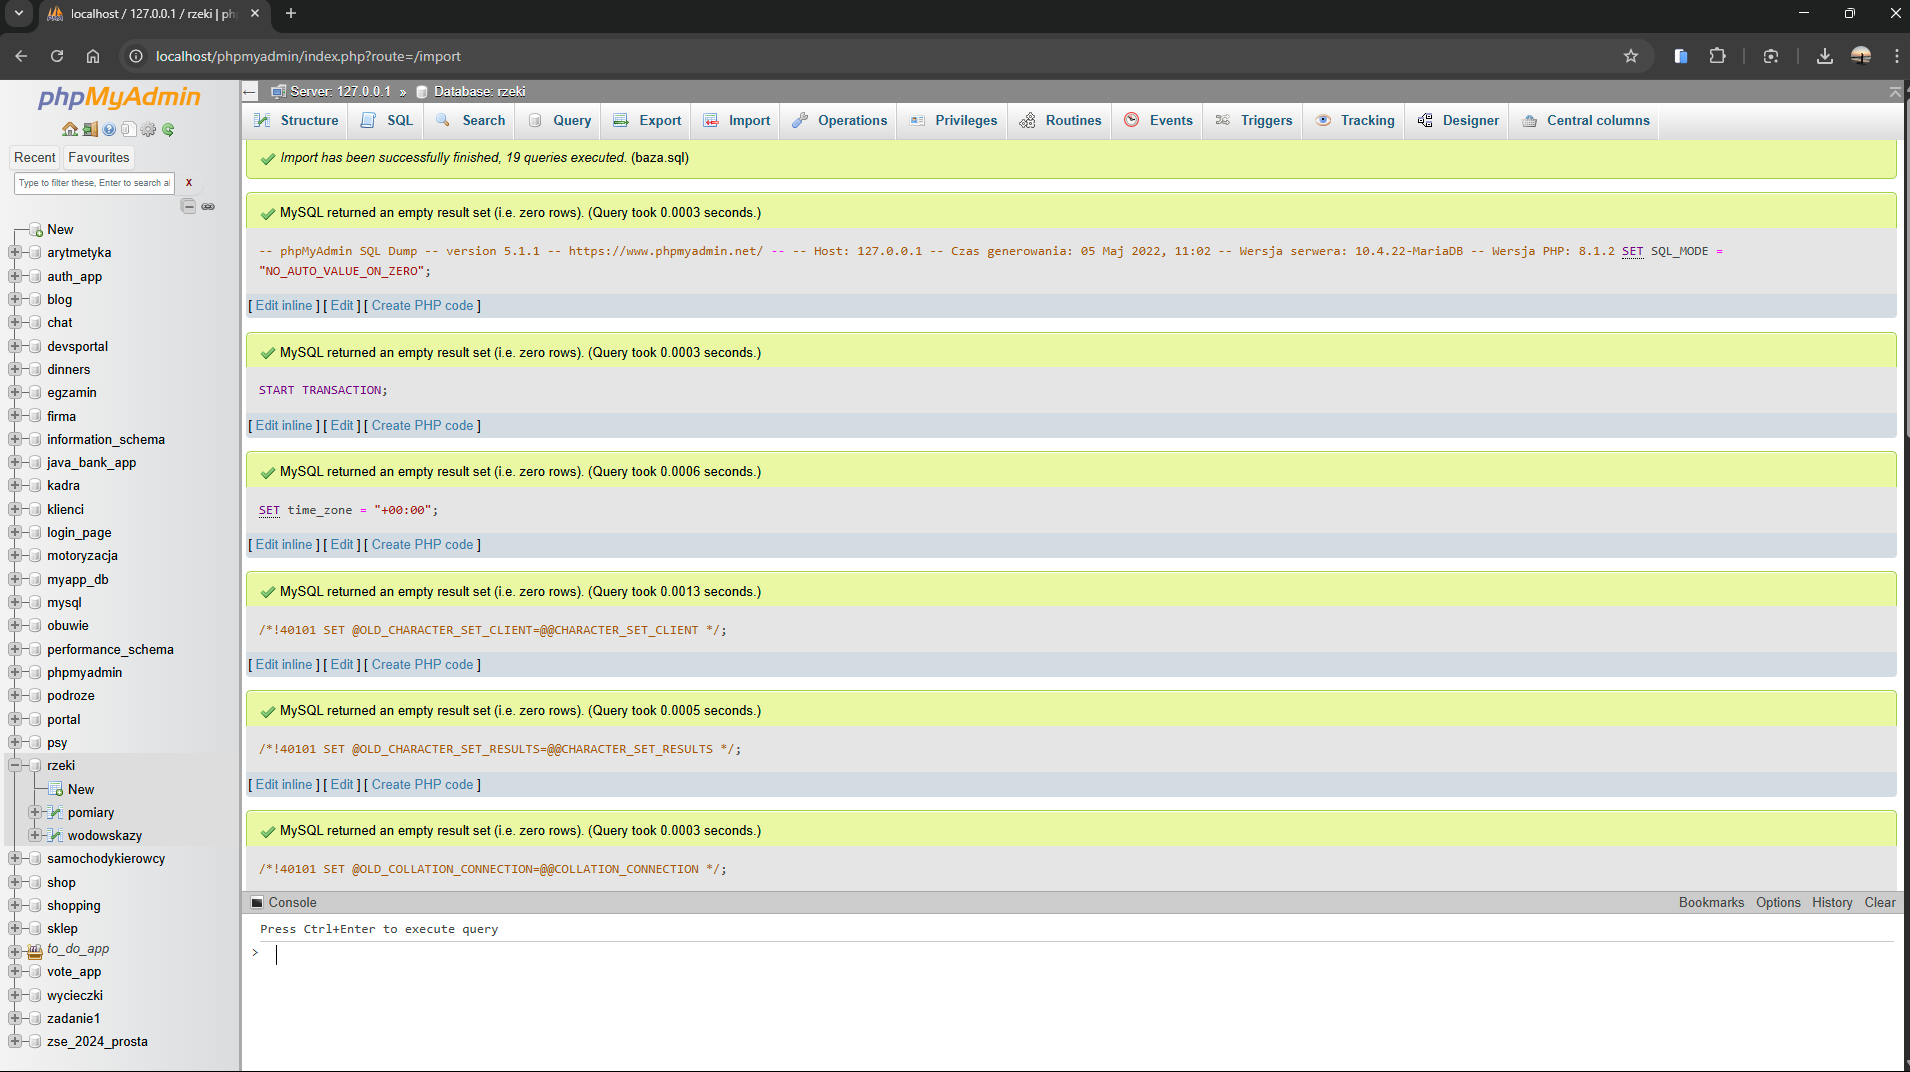 localhost / 127.0.0.1 / rzeki | ph
localhost/phpmyadmin/index.php?route=/import
phpMyAdmin
Recent
Favourites
Type to filter these, Enter to search al
X
New
arytmetyka
auth_app
blog
chat
devsportal
dinners
egzamin
firma
information_schema
java_bank_app
kadra
klienci
login_page
motoryzacja
myapp_db
mysql
obuwie
performance_schema
phpmyadmin
podroze
portal
psy
rzeki
New
pomiary
wodowskazy
samochodykierowcy
shop
shopping
sklep
to_do_app
vote_app
wycieczki
zadanie1
zse_2024_prosta
Server: 127.0.0.1 » Database: rzeki
Structure SQL Search Query Export Import Operations Privileges Routines Events Triggers Tracking Designer Central columns
Import has been successfully finished, 19 queries executed. (baza.sql)
MySQL returned an empty result set (i.e. zero rows). (Query took 0.0003 seconds.)
-- phpMyAdmin SQL Dump -- version 5.1.1 -- https://www.phpmyadmin.net/ -- -- Host: 127.0.0.1 -- Czas generowania: 05 Maj 2022, 11:02 -- Wersja serwera: 10.4.22-MariaDB -- Wersja PHP: 8.1.2 SET SQL_MODE =
"NO_AUTO_VALUE_ON_ZERO";
[ Edit inline ] [ Edit ] [ Create PHP code ]
MySQL returned an empty result set (i.e. zero rows). (Query took 0.0003 seconds.)
START TRANSACTION;
[ Edit inline ] [ Edit ] [ Create PHP code ]
MySQL returned an empty result set (i.e. zero rows). (Query took 0.0006 seconds.)
SET time_zone = "+00:00";
[ Edit inline ] [ Edit ] [ Create PHP code ]
MySQL returned an empty result set (i.e. zero rows). (Query took 0.0013 seconds.)
/*!40101 SET @OLD_CHARACTER_SET_CLIENT=@@CHARACTER_SET_CLIENT */;
[ Edit inline ] [ Edit ] [ Create PHP code ]
MySQL returned an empty result set (i.e. zero rows). (Query took 0.0005 seconds.)
/*!40101 SET @OLD_CHARACTER_SET_RESULTS=@@CHARACTER_SET_RESULTS */;
[ Edit inline ] [ Edit ] [ Create PHP code ]
MySQL returned an empty result set (i.e. zero rows). (Query took 0.0003 seconds.)
/*!40101 SET @OLD_COLLATION_CONNECTION=@@COLLATION_CONNECTION */;
Console
Bookmarks Options History Clear
Press Ctrl+Enter to execute query
>